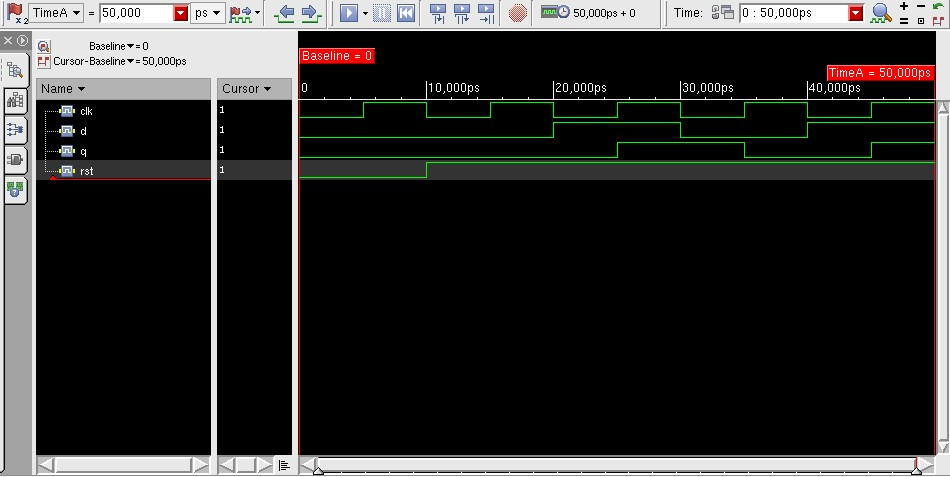 x2 TimeA = 50,000 ps 50,000ps + 0 Time: 0 : 50,000ps
Baseline = 0
Cursor-Baseline = 50,000ps
Baseline = 0
TimeA = 50,000ps
Name Cursor
0 10,000ps 20,000ps 30,000ps 40,000ps
clk 1
d 1
q 1
rst 1